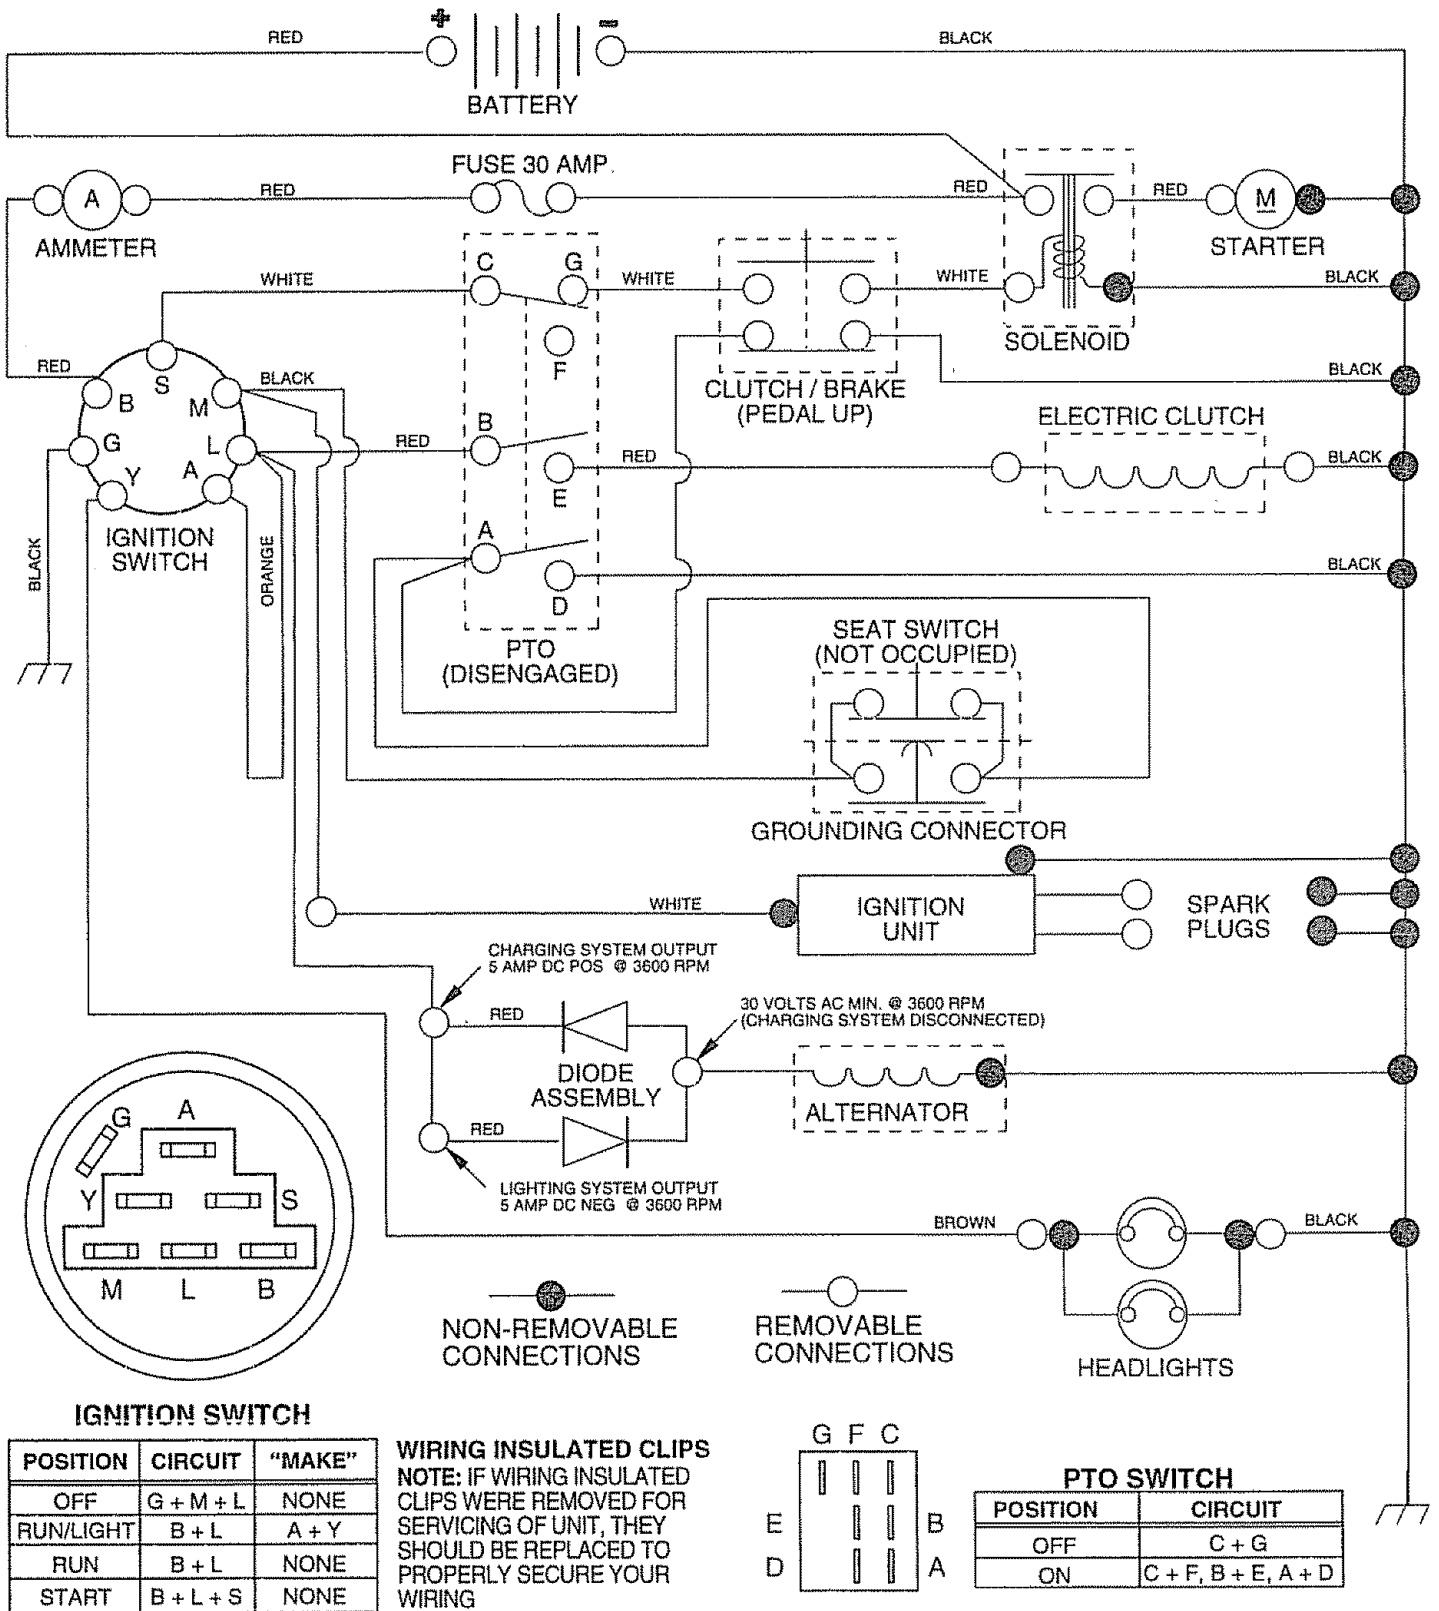 +
-
RED
BLACK
BATTERY
FUSE 30 AMP.
A
RED
RED
RED
M
AMMETER
STARTER
WHITE
C
G
WHITE
WHITE
BLACK
F
SOLENOID
RED
S
BLACK
B
M
CLUTCH / BRAKE
(PEDAL UP)
BLACK
ELECTRIC CLUTCH
G
L
RED
B
RED
BLACK
Y
A
E
IGNITION
SWITCH
BLACK
ORANGE
A
D
BLACK
PTO
(DISENGAGED)
SEAT SWITCH
(NOT OCCUPIED)
GROUNDING CONNECTOR
WHITE
IGNITION
UNIT
SPARK
PLUGS
CHARGING SYSTEM OUTPUT
5 AMP DC POS @ 3600 RPM
RED
30 VOLTS AC MIN. @ 3600 RPM
(CHARGING SYSTEM DISCONNECTED)
DIODE
ASSEMBLY
ALTERNATOR
RED
LIGHTING SYSTEM OUTPUT
5 AMP DC NEG @ 3600 RPM
G
A
Y
S
M
L
B
BROWN
BLACK
NON-REMOVABLE
CONNECTIONS
REMOVABLE
CONNECTIONS
HEADLIGHTS
IGNITION SWITCH
POSITION CIRCUIT "MAKE"
OFF G + M + L NONE
RUN/LIGHT B + L A + Y
RUN B + L NONE
START B + L + S NONE
WIRING INSULATED CLIPS
NOTE: IF WIRING INSULATED
CLIPS WERE REMOVED FOR
SERVICING OF UNIT, THEY
SHOULD BE REPLACED TO
PROPERLY SECURE YOUR
WIRING
G F C
E
B
D
A
PTO SWITCH
POSITION CIRCUIT
OFF C + G
ON C + F, B + E, A + D